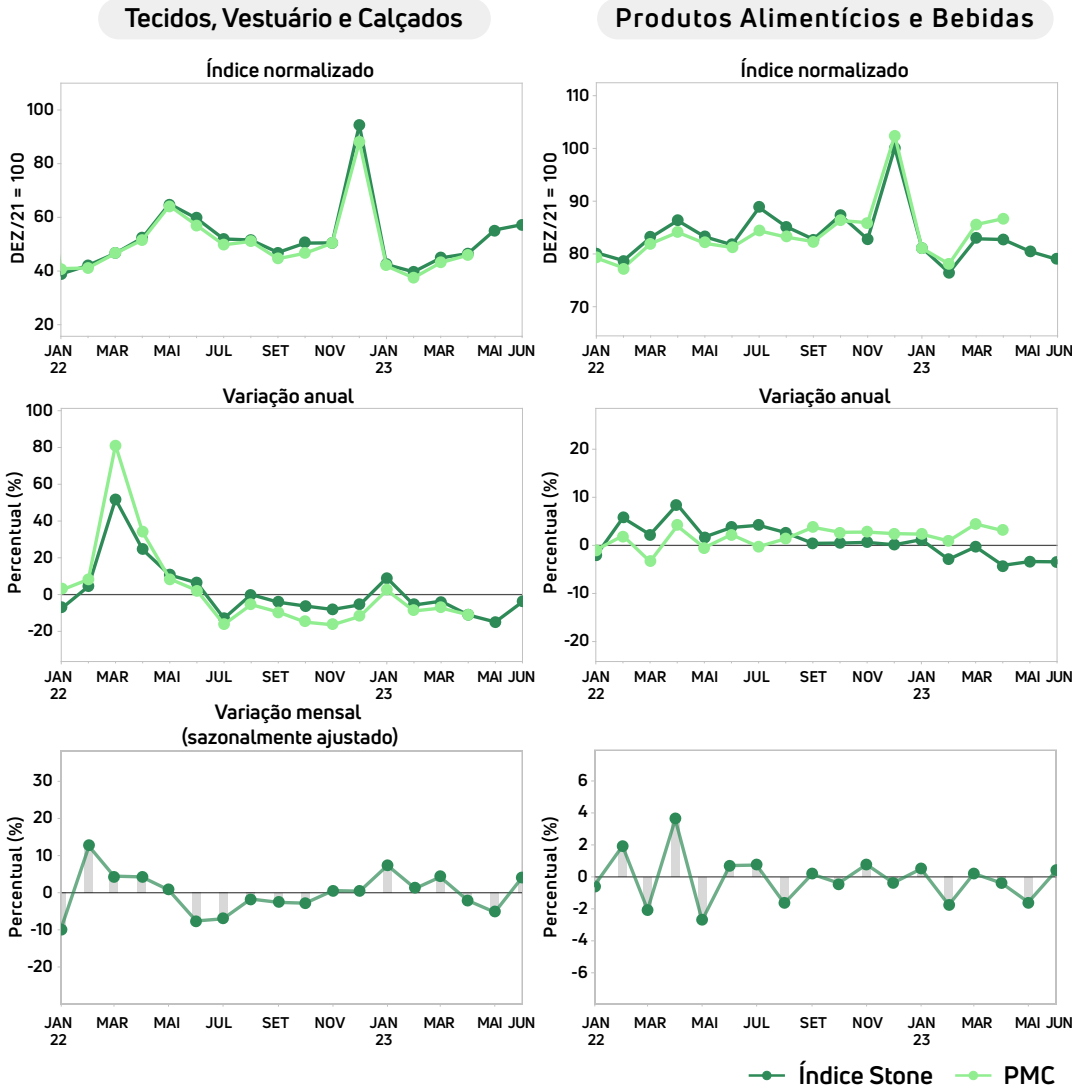 Tecidos, Vestuário e Calçados
Índice normalizado
DEZ/21 = 100
100
80
60
40
20
JAN 22 MAR MAI JUL SET NOV JAN 23 MAR MAI JUN
Variação anual
Percentual (%)
100
80
60
40
20
0
-20
JAN 22 MAR MAI JUL SET NOV JAN 23 MAR MAI JUN
Variação mensal
(sazonalmente ajustado)
Percentual (%)
30
20
10
0
-10
-20
JAN 22 MAR MAI JUL SET NOV JAN 23 MAR MAI JUN
Produtos Alimentícios e Bebidas
Índice normalizado
DEZ/21 = 100
110
100
90
80
70
JAN 22 MAR MAI JUL SET NOV JAN 23 MAR MAI JUN
Variação anual
Percentual (%)
20
10
0
-10
-20
JAN 22 MAR MAI JUL SET NOV JAN 23 MAR MAI JUN
Percentual (%)
6
4
2
0
-2
-4
-6
JAN 22 MAR MAI JUL SET NOV JAN 23 MAR MAI JUN
Índice Stone PMC